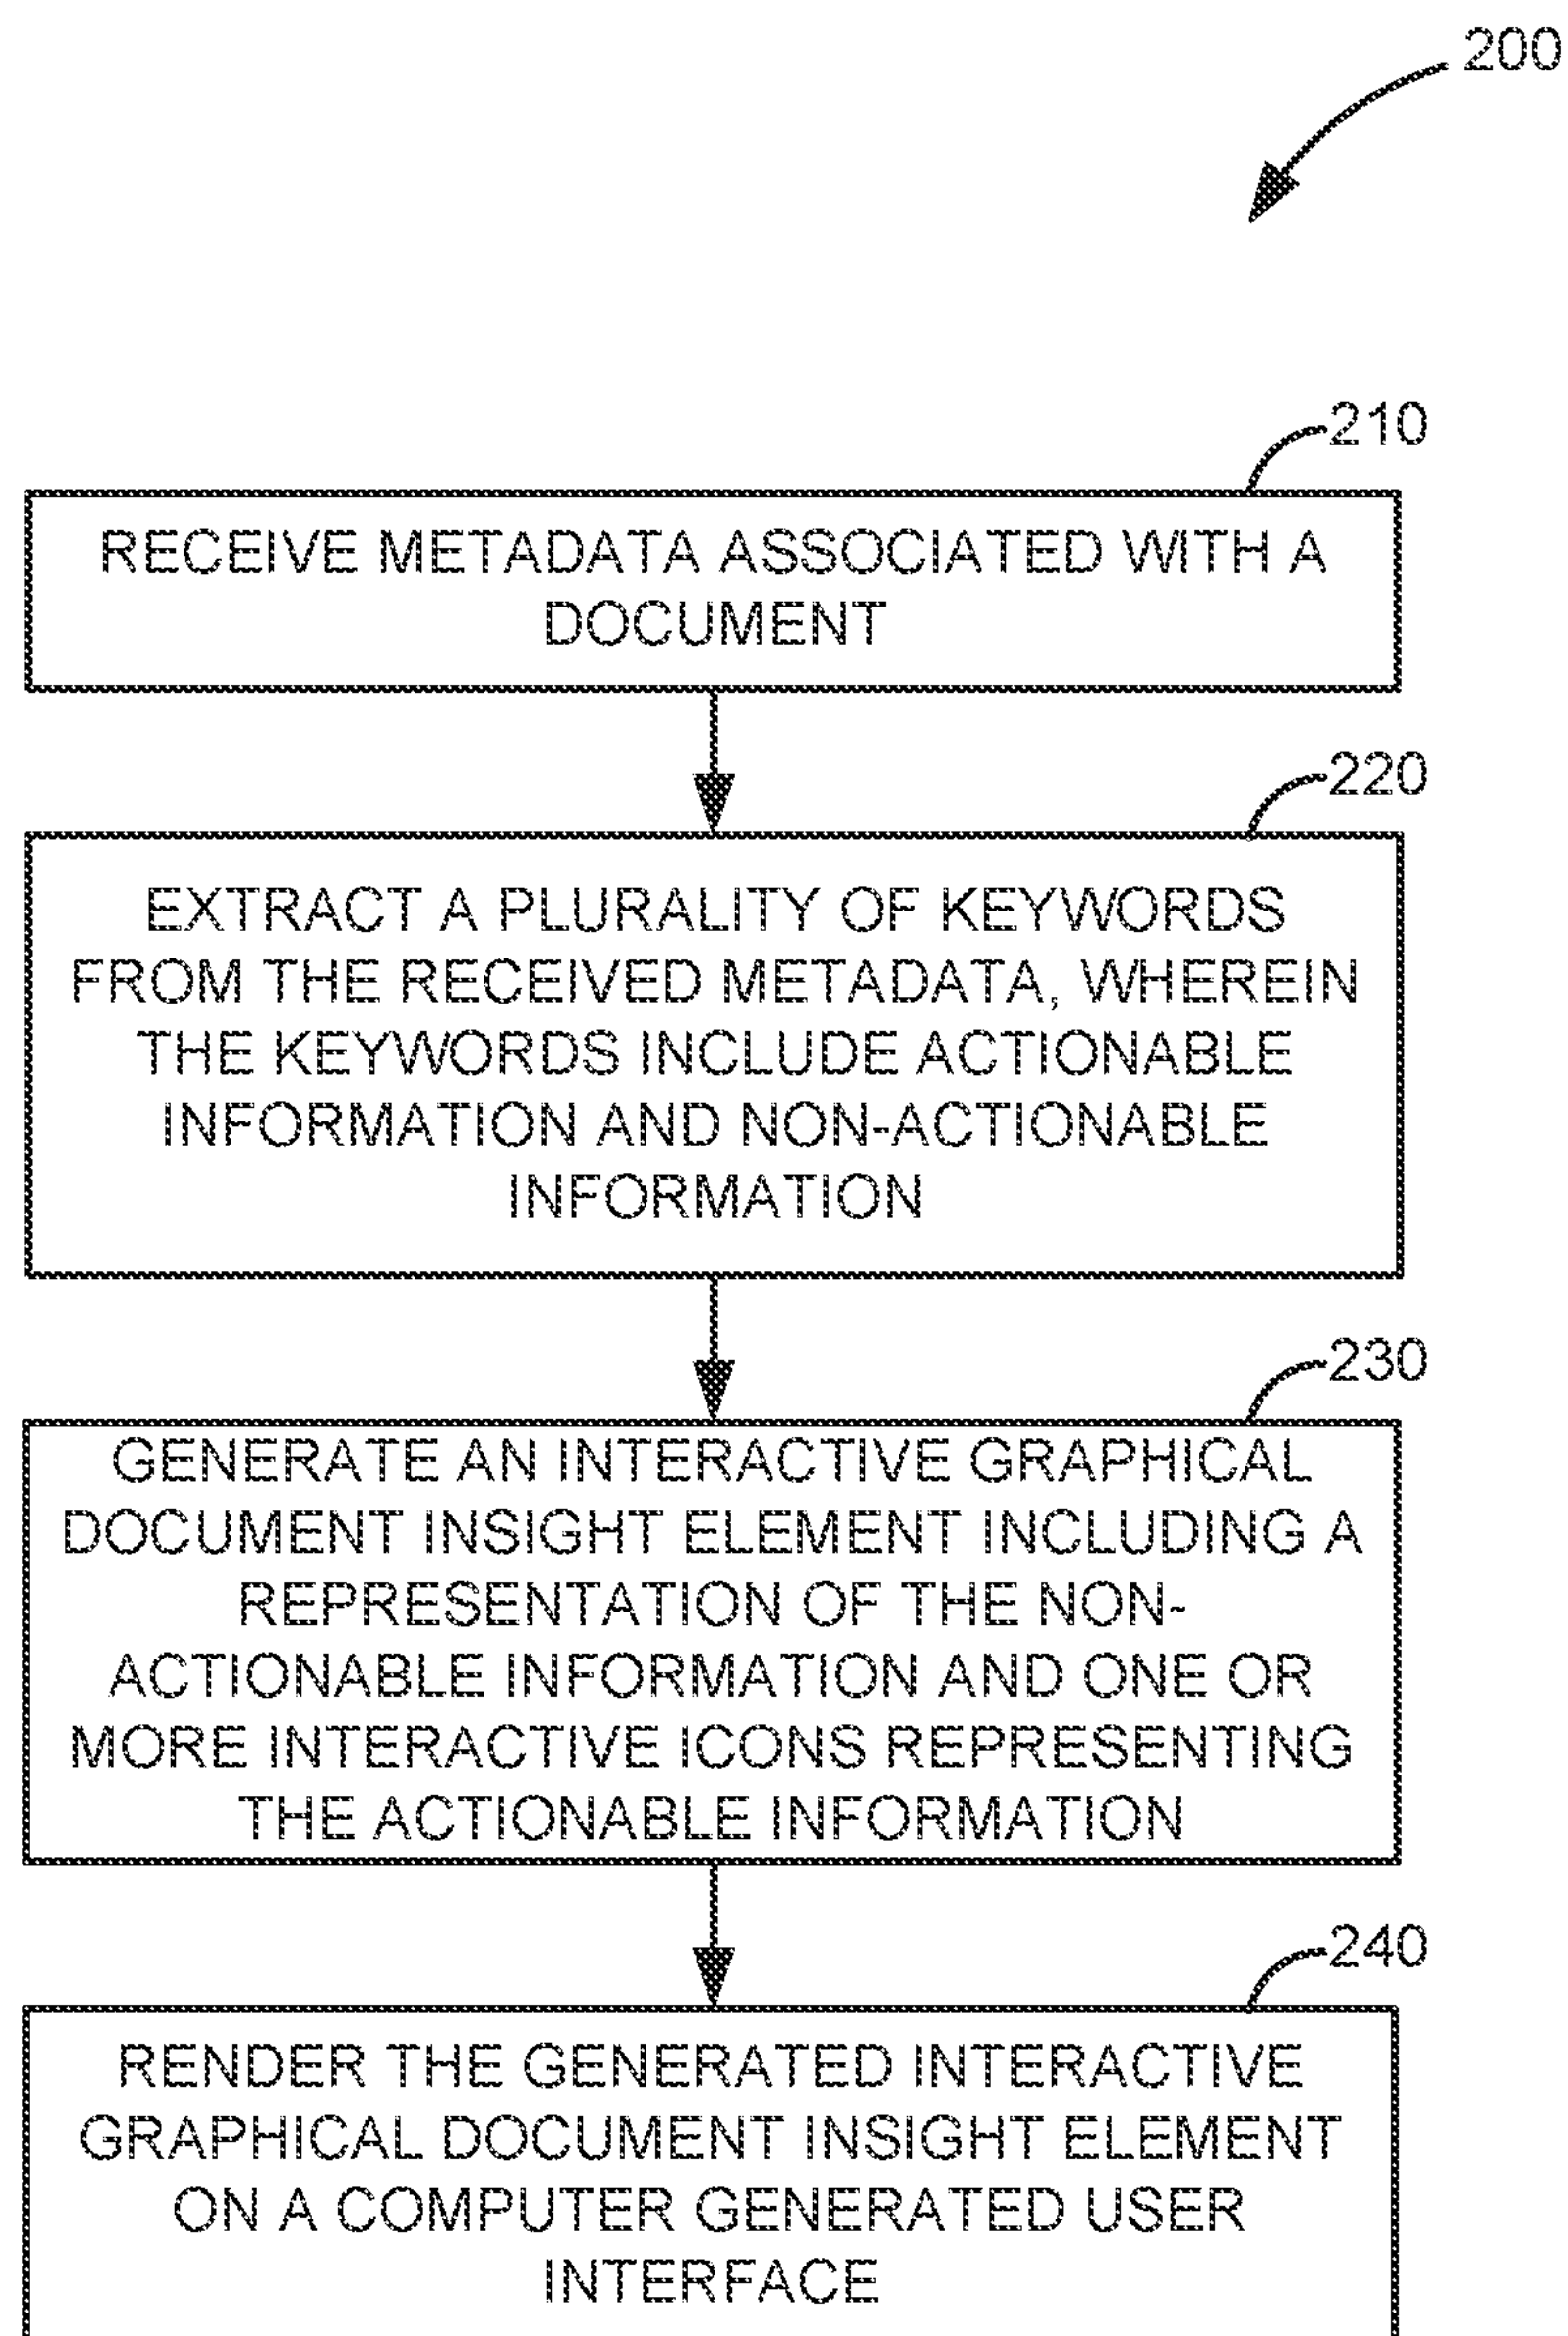 200
210
RECEIVE METADATA ASSOCIATED WITH A
DOCUMENT
220
EXTRACT A PLURALITY OF KEYWORDS
FROM THE RECEIVED METADATA, WHEREIN
THE KEYWORDS INCLUDE ACTIONABLE
INFORMATION AND NON-ACTIONABLE
INFORMATION
230
GENERATE AN INTERACTIVE GRAPHICAL
DOCUMENT INSIGHT ELEMENT INCLUDING A
REPRESENTATION OF THE NON-
ACTIONABLE INFORMATION AND ONE OR
MORE INTERACTIVE ICONS REPRESENTING
THE ACTIONABLE INFORMATION
240
RENDER THE GENERATED INTERACTIVE
GRAPHICAL DOCUMENT INSIGHT ELEMENT
ON A COMPUTER GENERATED USER
INTERFACE